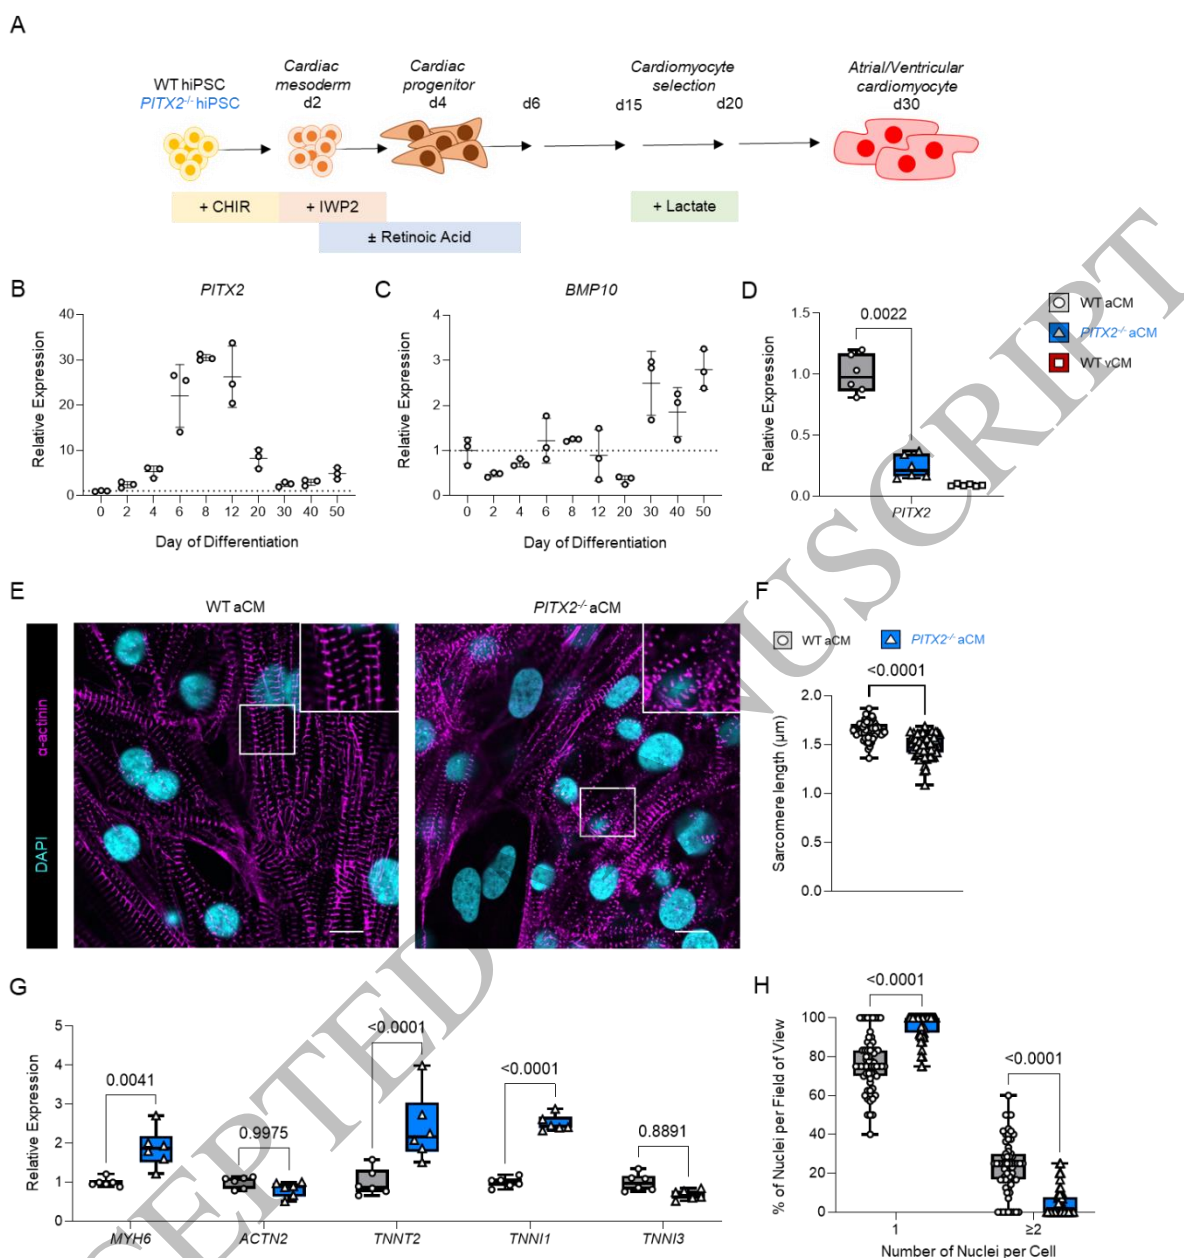 A
WT hiPSC
PITX2-/- hiPSC
Cardiac
mesoderm
d2
Cardiac
progenitor
d4
d6
Cardiomyocyte
selection
d15
d20
Atrial/Ventricular
cardiomyocyte
d30
+ CHIR
+ IWP2
+ Lactate
± Retinoic Acid
B
PITX2
Relative Expression
40
30
20
10
0
0 2 4 6 8 12 20 30 40 50
Day of Differentiation
C
BMP10
Relative Expression
4
3
2
1
0
0 2 4 6 8 12 20 30 40 50
Day of Differentiation
D
Relative Expression
1.5
1.0
0.5
0.0
0.0022
PITX2
WT aCM
PITX2-/- aCM
WT vCM
E
WT aCM
PITX2-/- aCM
α-actinin
DAPI
F
WT aCM
PITX2-/- aCM
<0.0001
Sarcomere length (µm)
2.0
1.5
1.0
0.5
0.0
G
Relative Expression
5
4
3
2
1
0
0.0041
0.9975
<0.0001
<0.0001
0.8891
MYH6 ACTN2 TNNT2 TNNI1 TNNI3
H
% of Nuclei per Field of View
100
80
60
40
20
0
<0.0001
<0.0001
1 ≥2
Number of Nuclei per Cell
CEPTED MANUSCRIPT